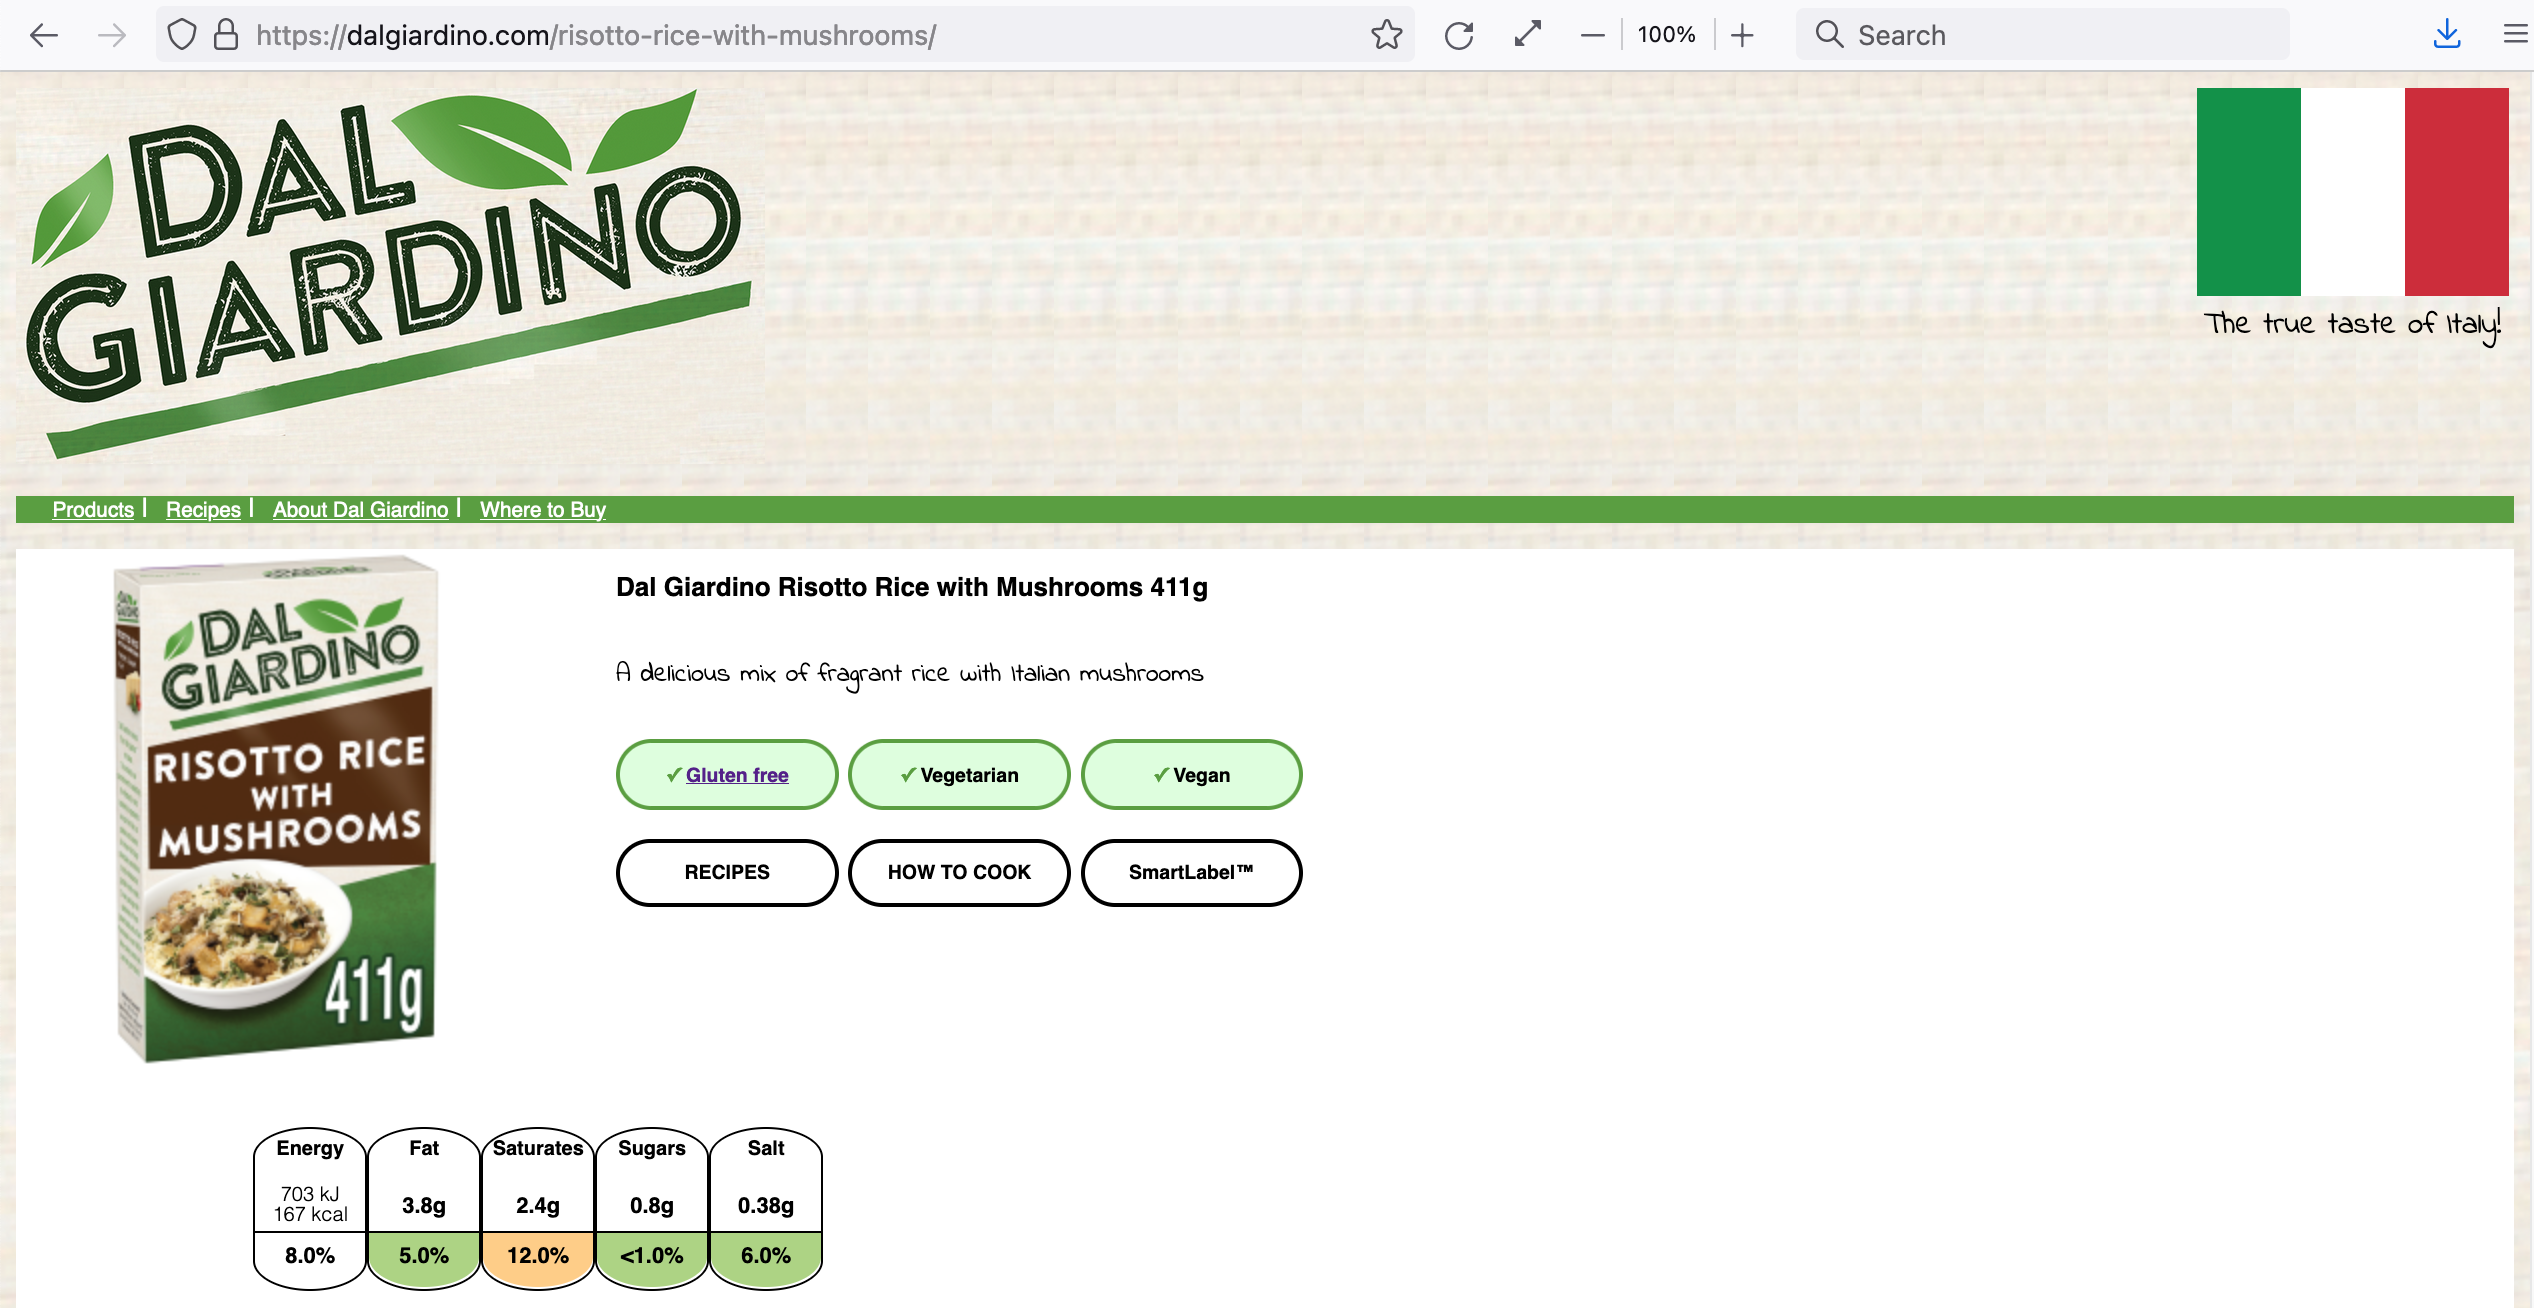 https://dalgiardino.com/risotto-rice-with-mushrooms/
100%
Search
DAL
GIARDINO
The true taste of Italy!
Products | Recipes | About Dal Giardino | Where to Buy
DAL
GIARDINO
RISOTTO RICE
WITH
MUSHROOMS
411g
Dal Giardino Risotto Rice with Mushrooms 411g
A delicious mix of fragrant rice with Italian mushrooms
✓Gluten free ✓Vegetarian ✓Vegan
RECIPES HOW TO COOK SmartLabel™
Energy Fat Saturates Sugars Salt
703 kJ
167 kcal 3.8g 2.4g 0.8g 0.38g
8.0% 5.0% 12.0% <1.0% 6.0%